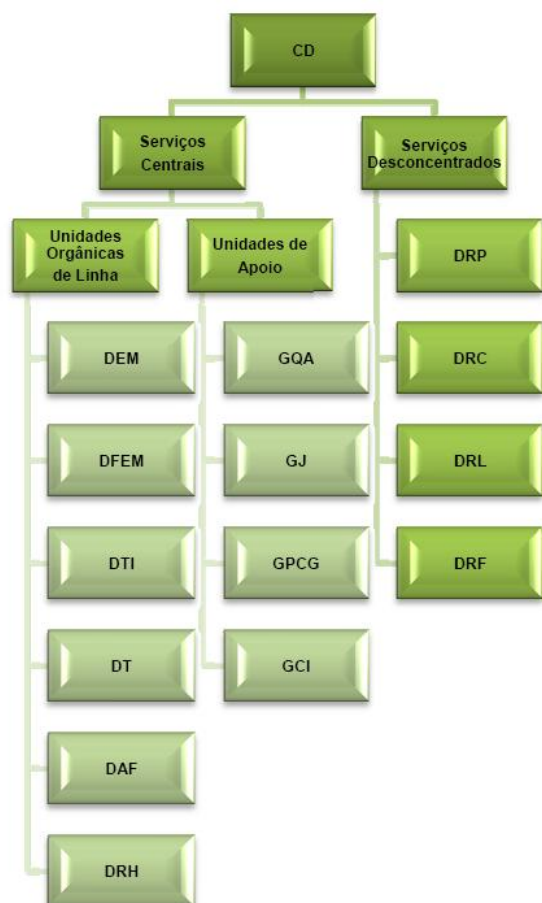 CD
Serviços
Centrais
Serviços
Desconcentrados
Unidades
Orgânicas
de Linha
Unidades de
Apoio
DRP
DEM
GQA
DRC
DFEM
GJ
DRL
DTI
GPCG
DRF
DT
GCI
DAF
DRH